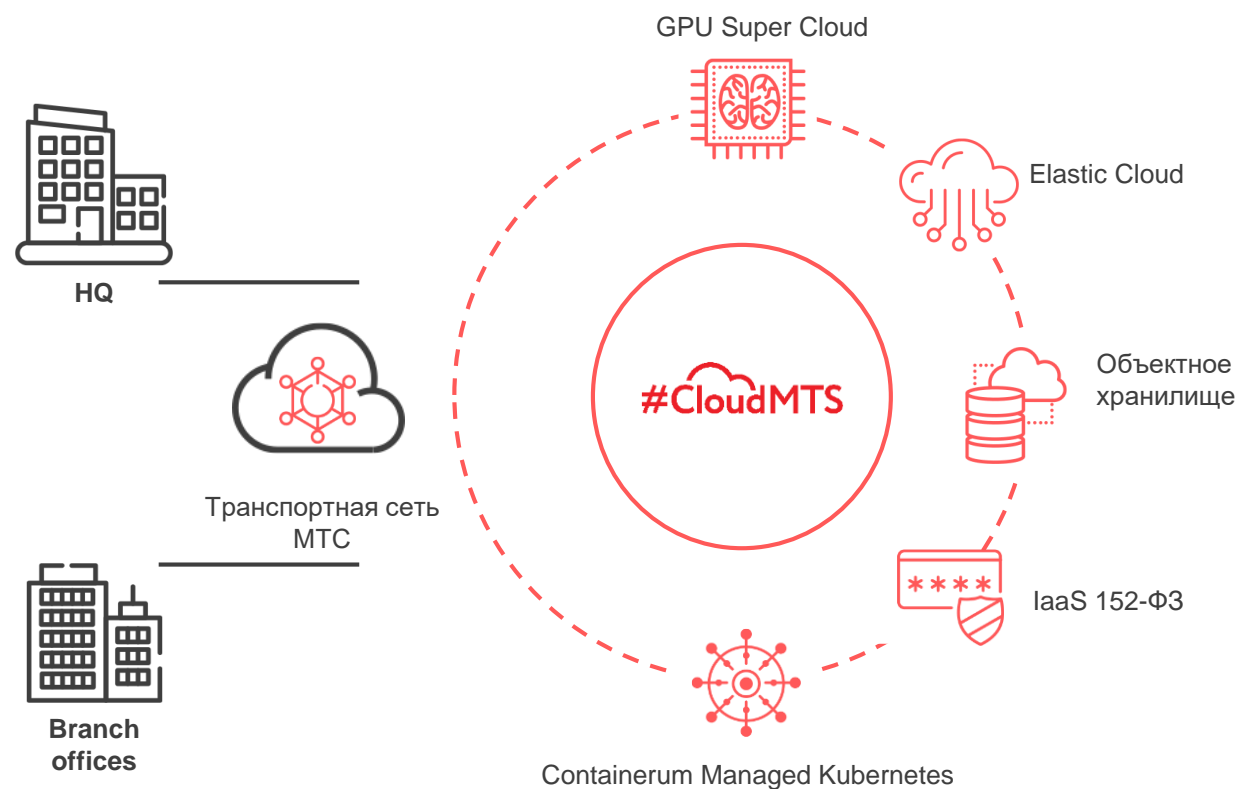 GPU Super Cloud
Elastic Cloud
HQ
Объектное
хранилище
#CloudMTS
Транспортная сеть
МТС
IaaS 152-ФЗ
Branch
offices
Containerum Managed Kubernetes